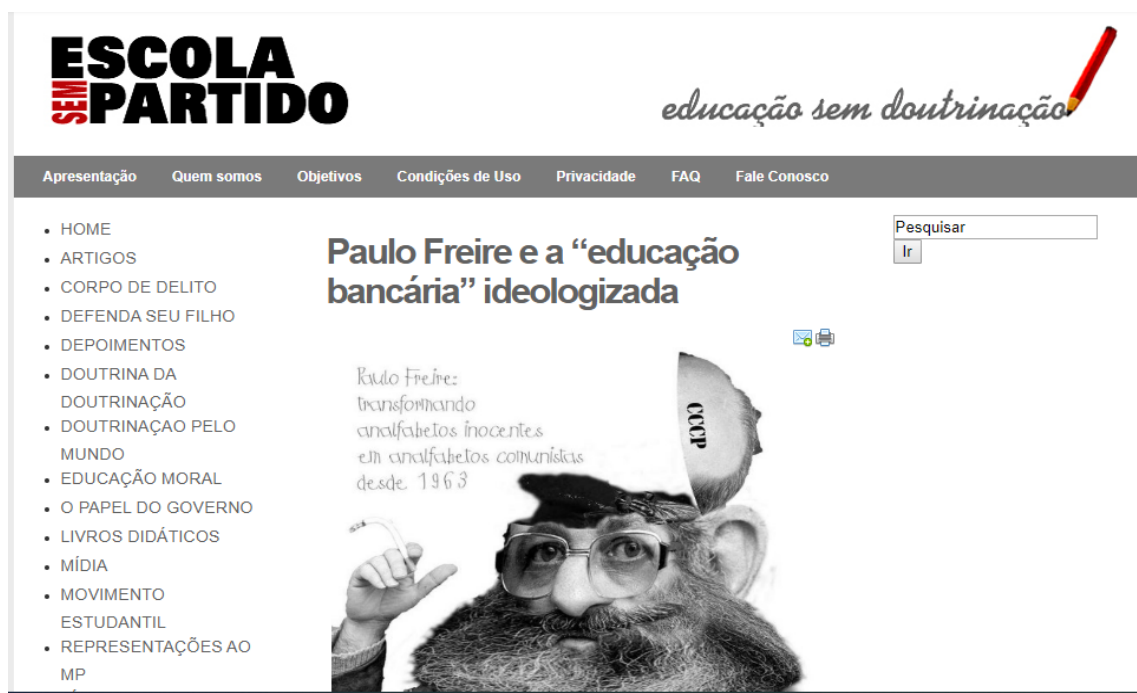 ESCOLA
SEM PARTIDO
educação sem doutrinação
Apresentação Quem somos Objetivos Condições de Uso Privacidade FAQ Fale Conosco
HOME
ARTIGOS
CORPO DE DELITO
DEFENDA SEU FILHO
DEPOIMENTOS
DOUTRINA DA
DOUTRINAÇÃO
DOUTRINAÇAO PELO
MUNDO
EDUCAÇÃO MORAL
O PAPEL DO GOVERNO
LIVROS DIDÁTICOS
MÍDIA
MOVIMENTO
ESTUDANTIL
REPRESENTAÇÕES AO
MP
Paulo Freire e a “educação
bancária” ideologizada
Paulo Freire:
transformando
analfabetos inocentes
em analfabetos comunistas
desde 1963
CCCP
Pesquisar
Ir